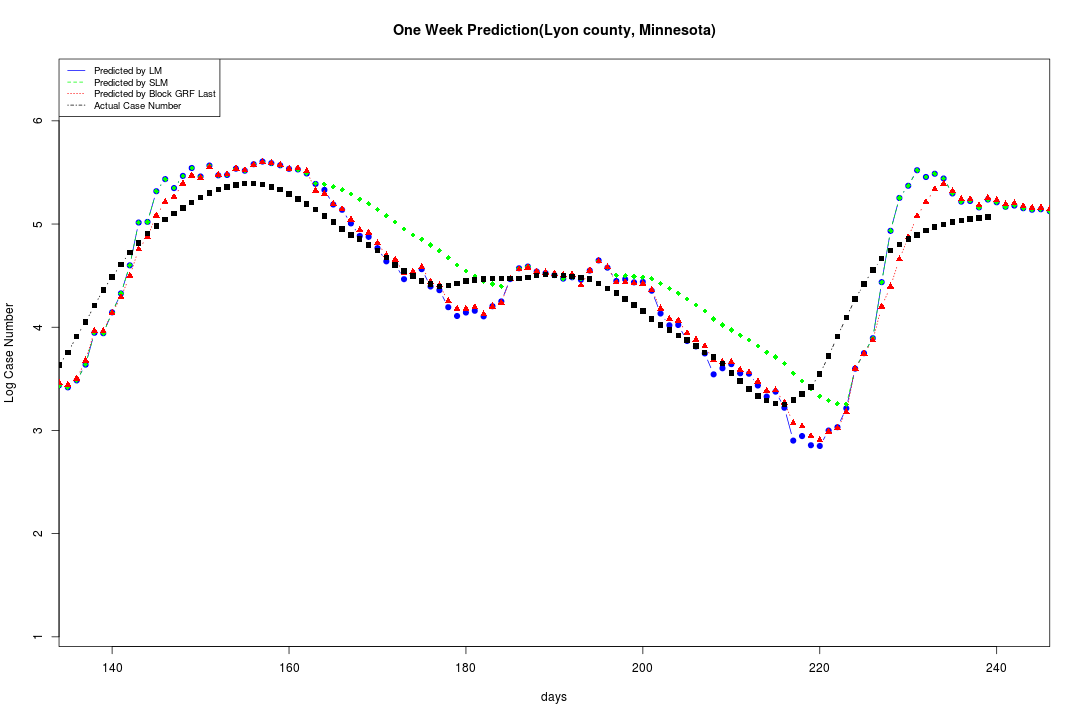 One Week Prediction(Lyon county, Minnesota)
Predicted by LM
Predicted by SLM
Predicted by Block GRF Last
Actual Case Number
Log Case Number
6
5
4
3
2
1
140 160 180 200 220 240
days